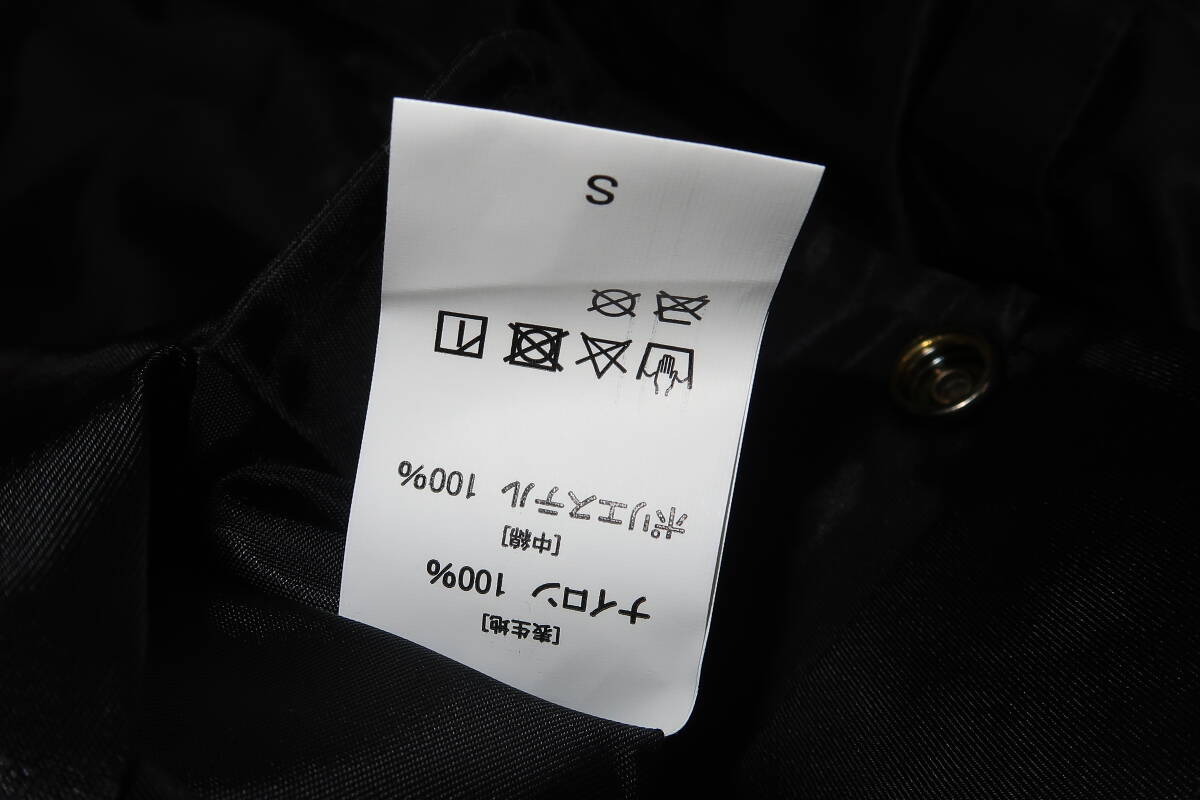 [表生地]
ナイロン 100%
[中綿]
ポリエステル 100%
S